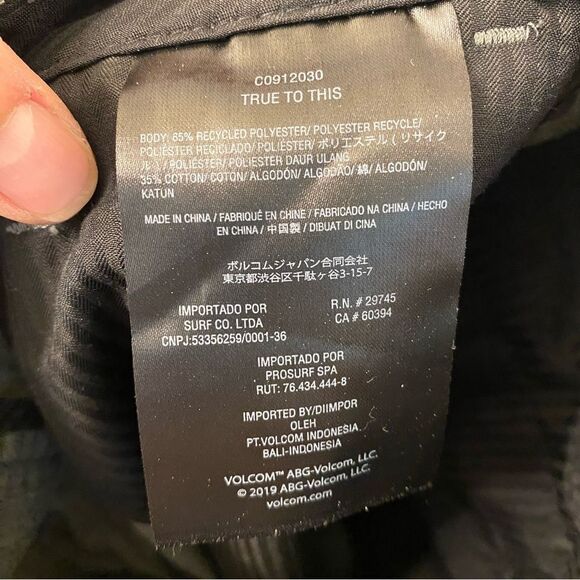 C0912030
TRUE TO THIS
BODY: 65% RECYCLED POLYESTER/ POLYESTER RECYCLE/
POLIÉSTER RECICLADO/ POLIÉSTER/ ポリエステル ( リサイク
ル ) / POLIÉSTER/ POLIESTER DAUR ULANG
35% COTTON/ COTON/ ALGODÓN/ ALGODÃO/ 綿/ ALGODÓN/
KATUN
MADE IN CHINA / FABRIQUÉ EN CHINE / FABRICADO NA CHINA / HECHO
EN CHINA / 中国製 / DIBUAT DI CINA
ボルコムジャパン合同会社
東京都渋谷区千駄ヶ谷3-15-7
IMPORTADO POR
SURF CO. LTDA
CNPJ:53356259/0001-36
R.N. # 29745
CA # 60394
IMPORTADO POR
PROSURF SPA
RUT: 76.434.444-8
IMPORTED BY/DIIMPOR
OLEH
PT.VOLCOM INDONESIA
BALI-INDONESIA
VOLCOM™ ABG-Volcom, LLC.
© 2019 ABG-Volcom, LLC.
volcom.com